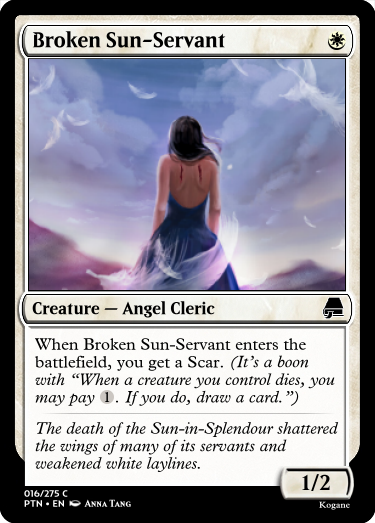 Broken Sun-Servant
Creature — Angel Cleric
When Broken Sun-Servant enters the
battlefield, you get a Scar. (It's a boon
with “When a creature you control dies, you
may pay 1. If you do, draw a card.”)
The death of the Sun-in-Splendour shattered
the wings of many of its servants and
weakened white laylines.
1/2
016/275 C
PTN • EN Anna Tang
Kogane